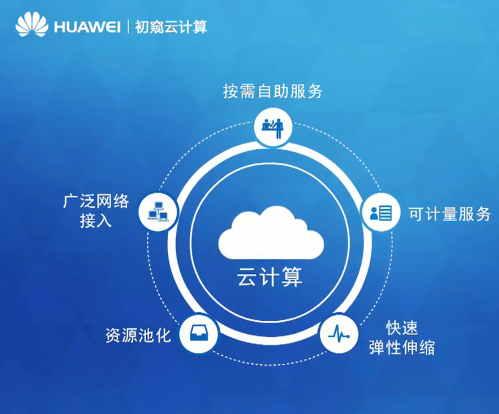 HUAWEI | 初窥云计算
按需自助服务
广泛网络
接入
可计量服务
云计算
资源池化
快速
弹性伸缩